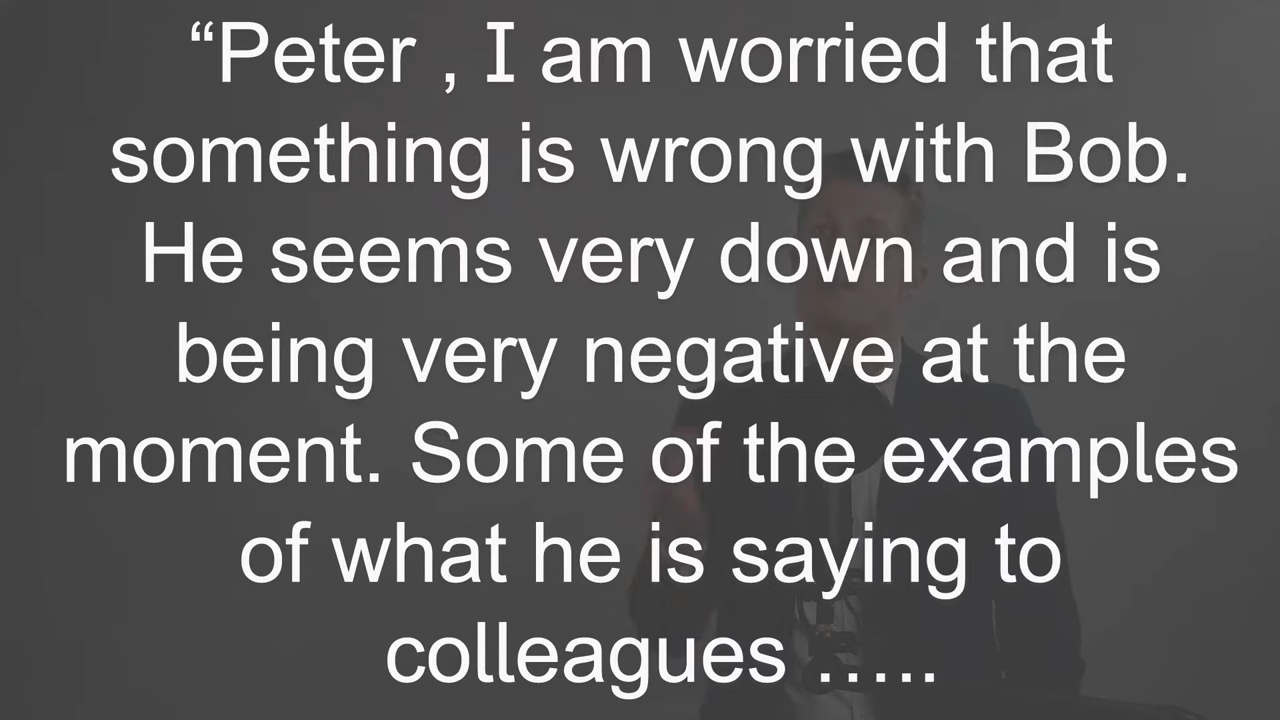 “Peter , I am worried that
something is wrong with Bob.
He seems very down and is
being very negative at the
moment. Some of the examples
of what he is saying to
colleagues …..